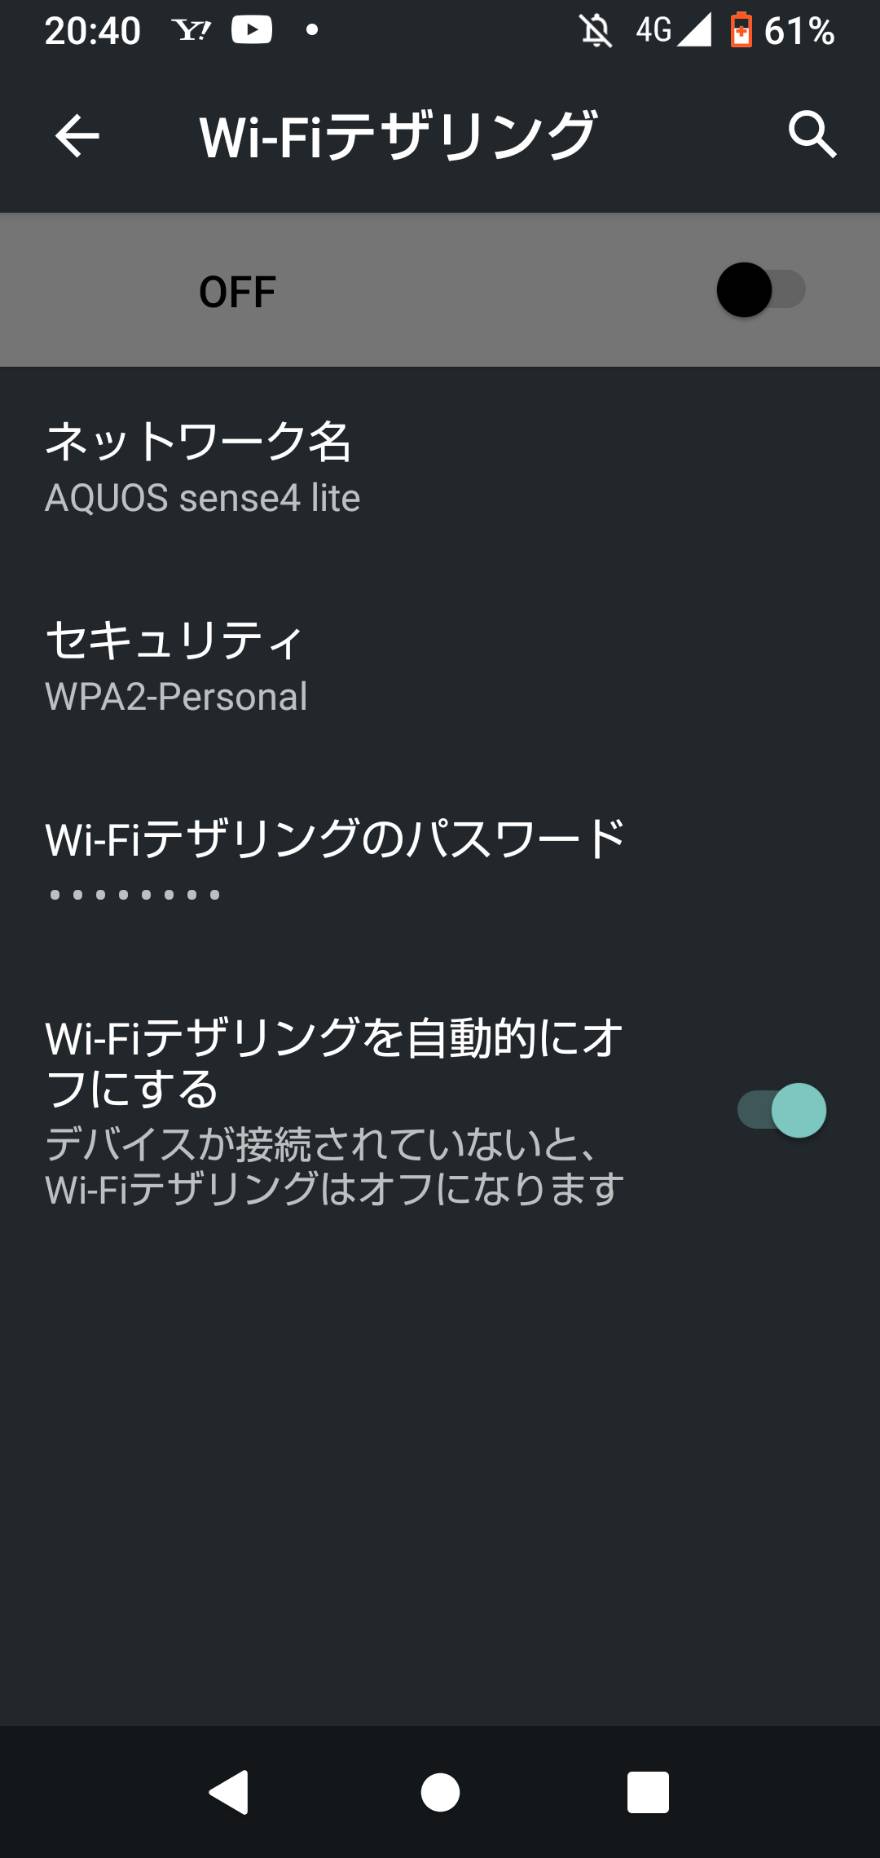 20:40 Y! 4G 61%
Wi-Fiテザリング
OFF
ネットワーク名
AQUOS sense4 lite
セキュリティ
WPA2-Personal
Wi-Fiテザリングのパスワード
••••••••
Wi-Fiテザリングを自動的にオ
フにする
デバイスが接続されていないと、
Wi-Fiテザリングはオフになります